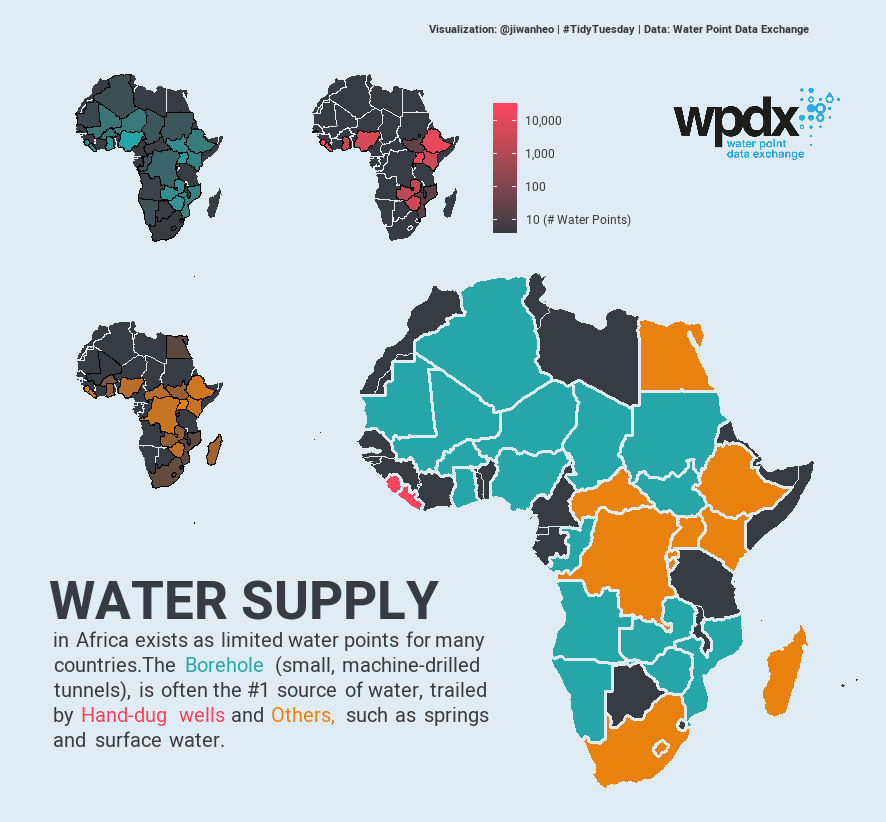 Visualization: @jiwanheo | #TidyTuesday | Data: Water Point Data Exchange
10,000
1,000
100
10 (# Water Points)
wpdx
water point
data exchange
WATER SUPPLY
in Africa exists as limited water points for many
countries.The Borehole (small, machine-drilled
tunnels), is often the #1 source of water, trailed
by Hand-dug wells and Others, such as springs
and surface water.